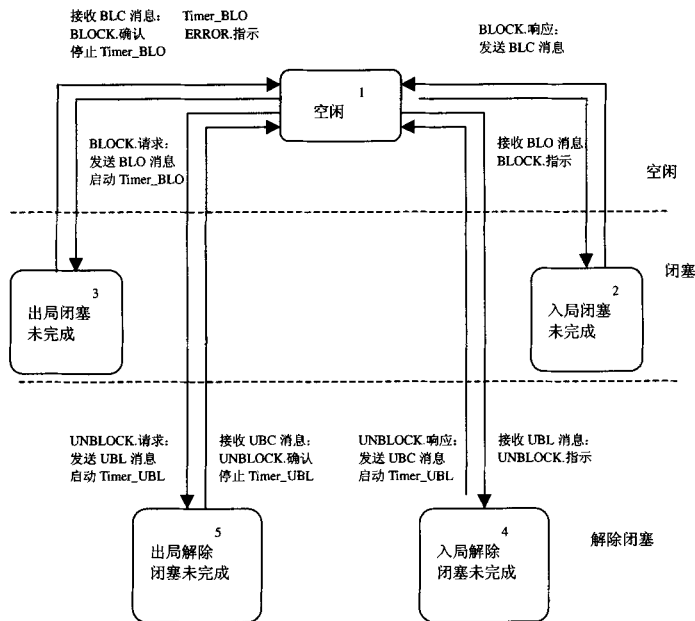 接收 BLC 消息： Timer_BLO
BLOCK.确认 ERROR.指示
停止 Timer_BLO
BLOCK.响应：
发送 BLC 消息
1
空闲
BLOCK.请求：
发送 BLO 消息
启动 Timer_BLO
接收 BLO 消息
BLOCK.指示
空闲
闭塞
3
出局闭塞
未完成
2
入局闭塞
未完成
UNBLOCK.请求：
发送 UBL 消息
启动 Timer_UBL
接收 UBC 消息：
UNBLOCK.确认
停止 Timer_UBL
UNBLOCK.响应：
发送 UBC 消息
启动 Timer_UBL
接收 UBL 消息：
UNBLOCK.指示
5
出局解除
闭塞未完成
4
入局解除
闭塞未完成
解除闭塞